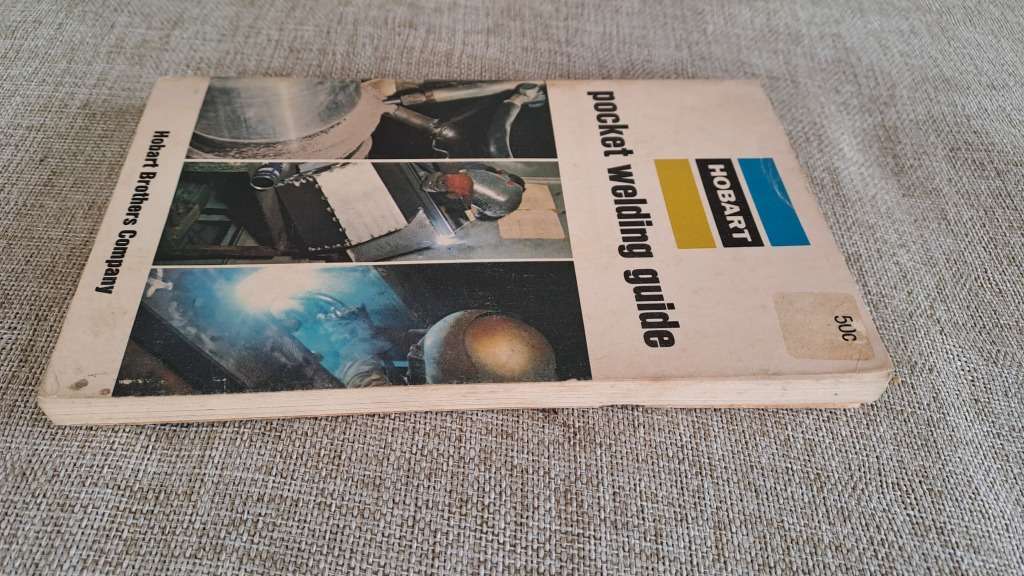 HOBART
50c
pocket welding guide
Hobart Brothers Company